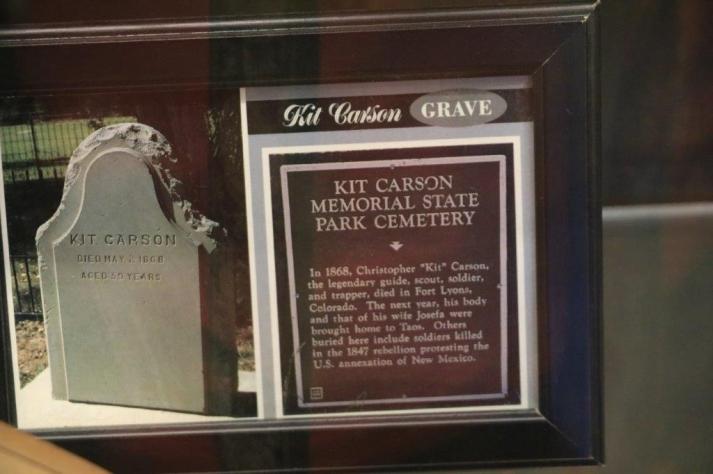 Kit Carson GRAVE
KIT CARSON
DIED MAY 1868
AGED 59 YEARS
KIT CARSON
MEMORIAL STATE
PARK CEMETERY
In 1868, Christopher "Kit" Carson,
the legendary guide, scout, soldier,
and trapper, died in Fort Lyons,
Colorado. The next year, his body
and that of his wife Josefa were
brought home to Taos. Others
buried here include soldiers killed
in the 1847 rebellion protesting the
U.S. annexation of New Mexico.